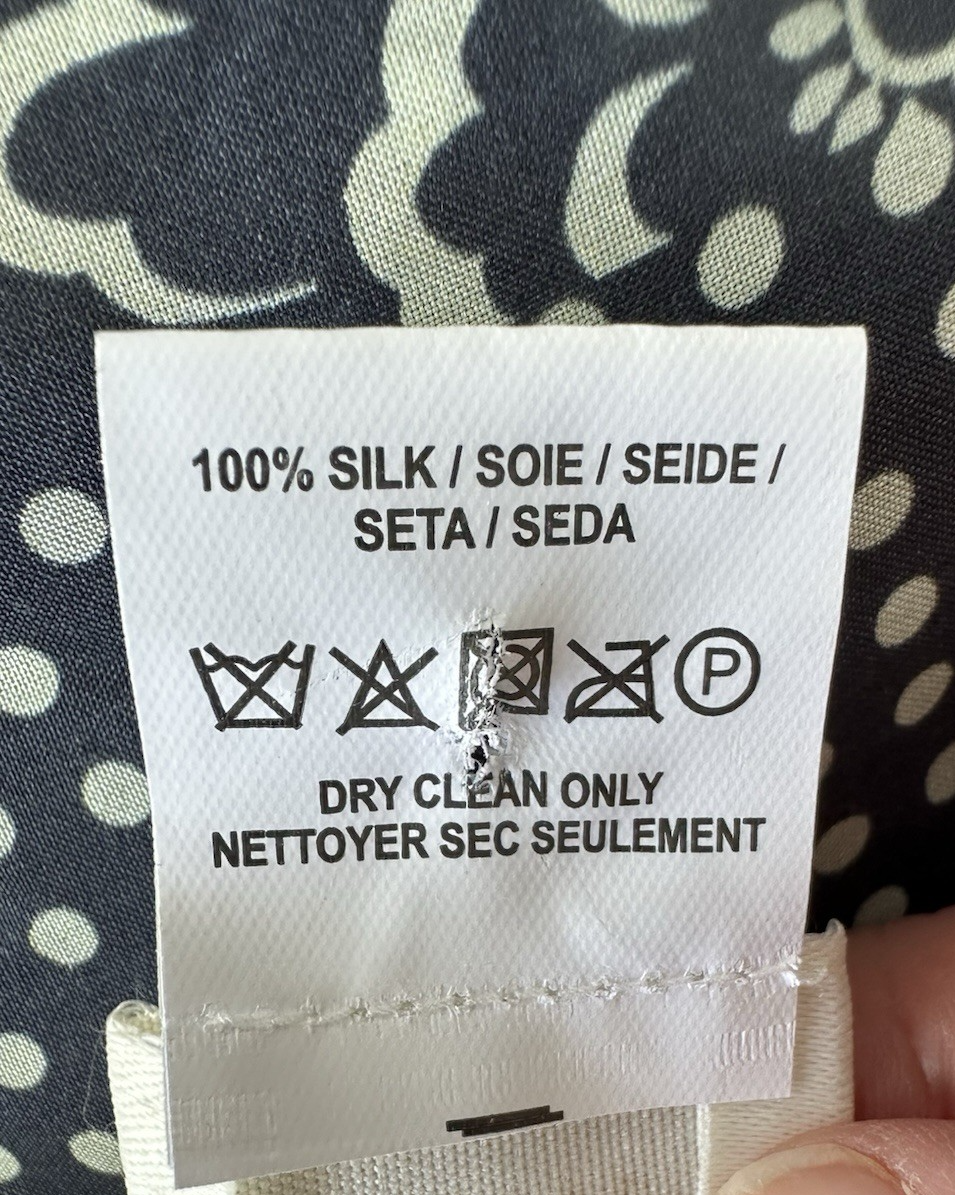 100% SILK / SOIE / SEIDE /
SETA / SEDA
P
DRY CLEAN ONLY
NETTOYER SEC SEULEMENT